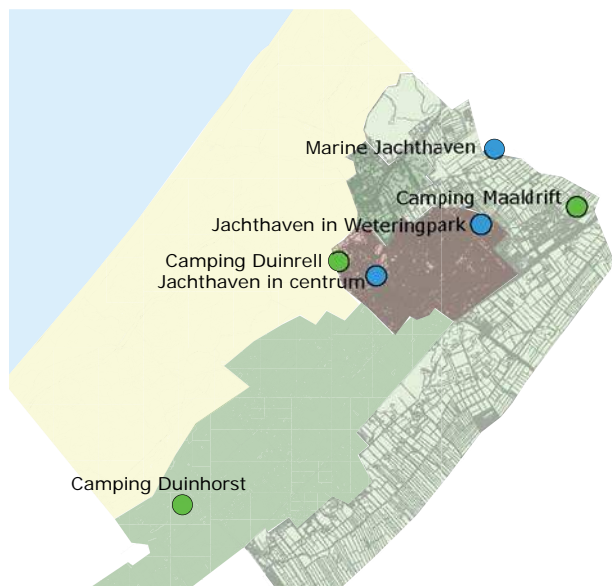 Marine Jachthaven
Camping Maaldrift
Jachthaven in Weteringpark
Camping Duinrell
Jachthaven in centrum
Camping Duinhorst